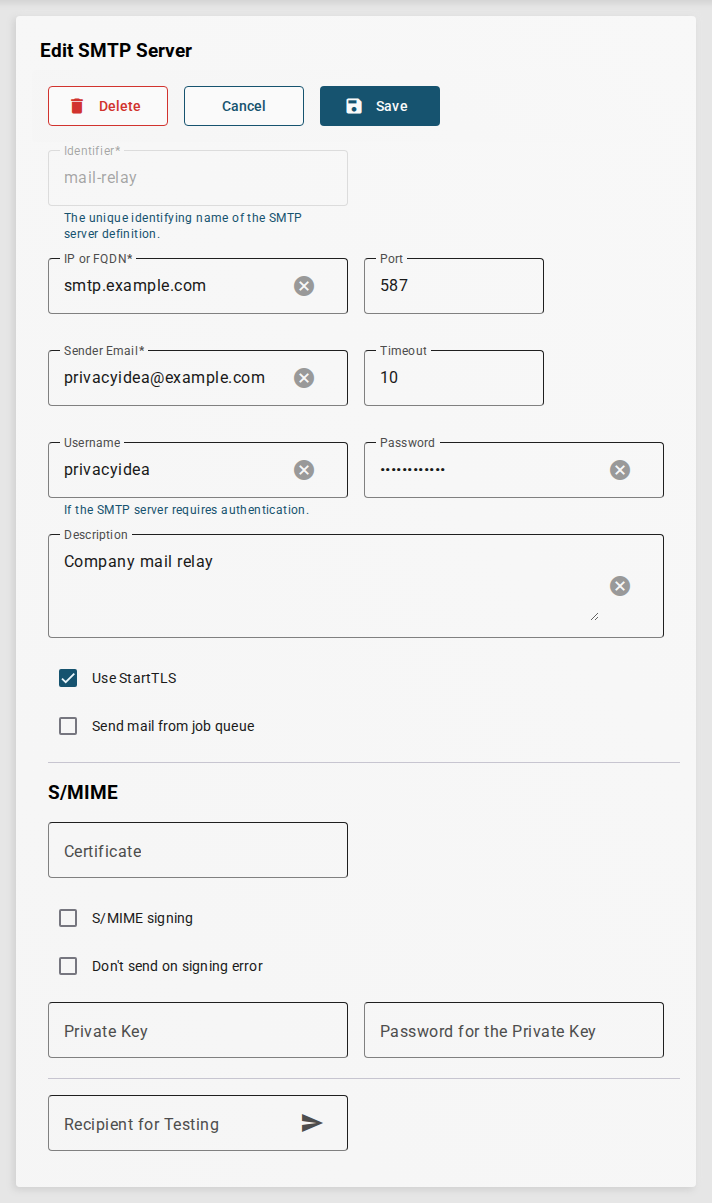 Edit SMTP Server
Delete
Cancel
Save
Identifier*
mail-relay
The unique identifying name of the SMTP
server definition.
IP or FQDN*
smtp.example.com
Port
587
Sender Email*
privacyidea@example.com
Timeout
10
Username
privacyidea
Password
••••••••••••
If the SMTP server requires authentication.
Description
Company mail relay
Use StartTLS
Send mail from job queue
S/MIME
Certificate
S/MIME signing
Don't send on signing error
Private Key
Password for the Private Key
Recipient for Testing